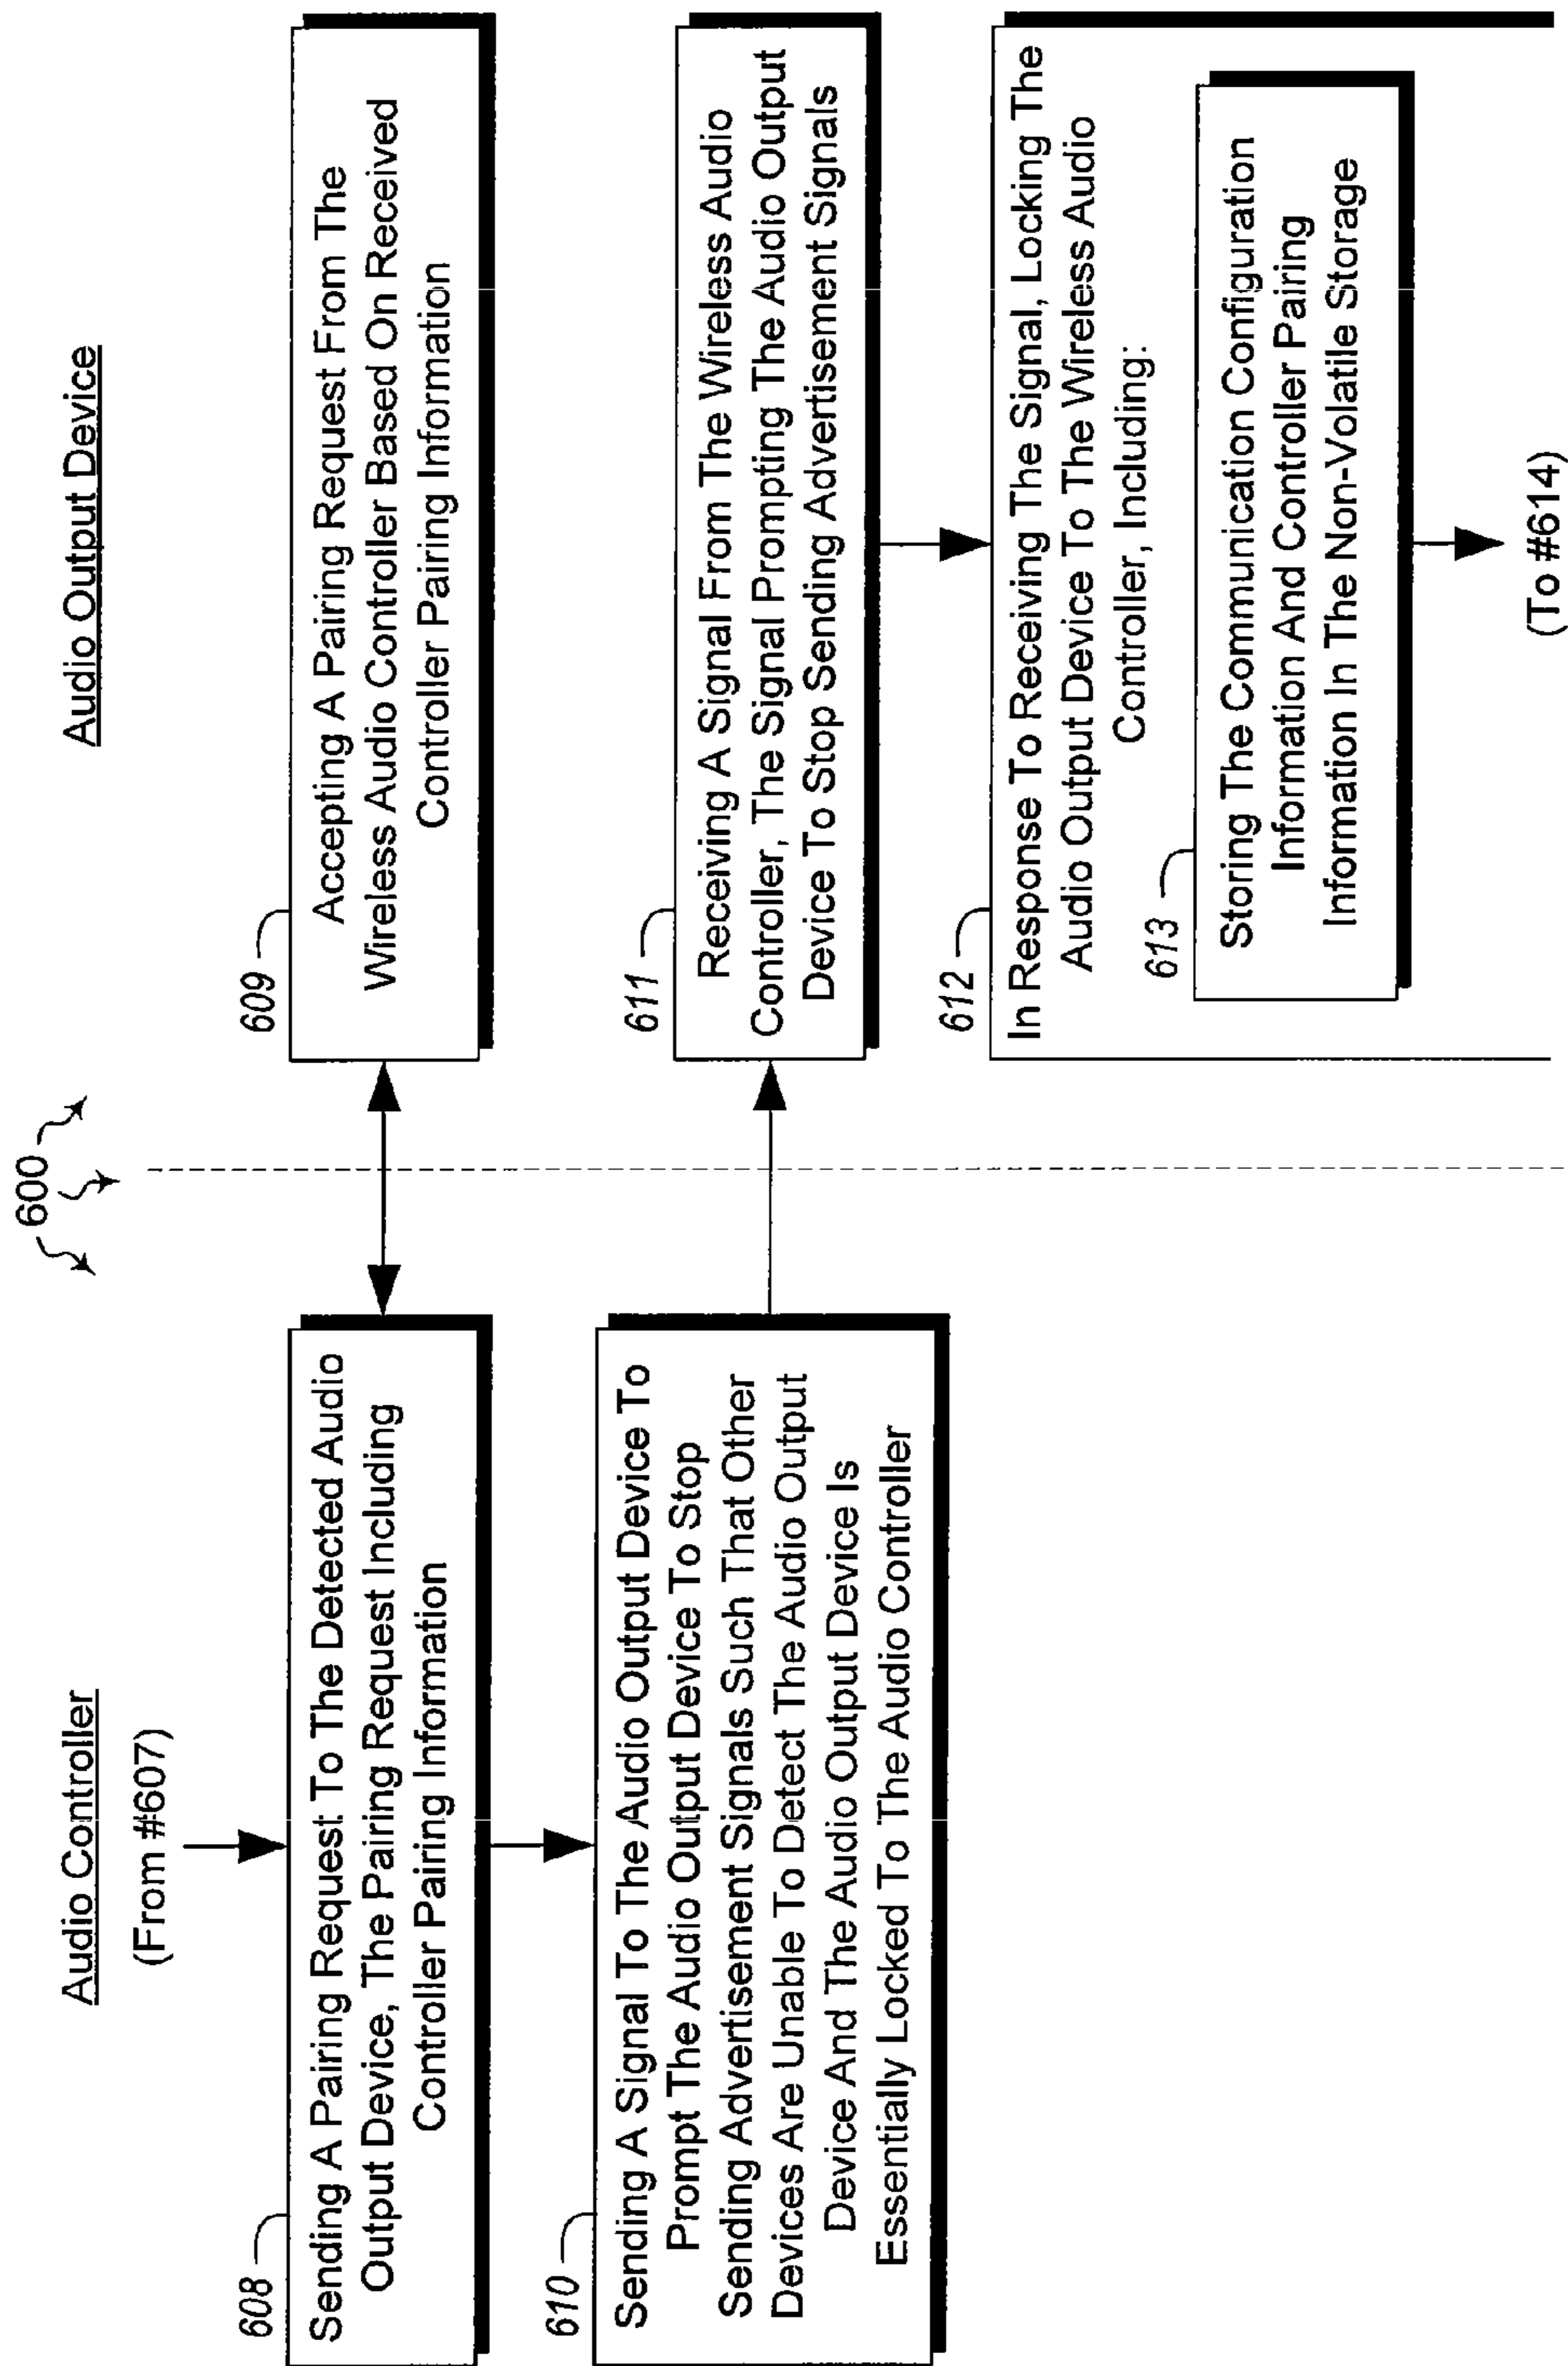 600
Audio Controller
(From #607)
608
Sending A Pairing Request To The Detected Audio
Output Device, The Pairing Request Including
Controller Pairing Information
610
Sending A Signal To The Audio Output Device To
Prompt The Audio Output Device To Stop
Sending Advertisement Signals Such That Other
Devices Are Unable To Detect The Audio Output
Device And The Audio Output Device Is
Essentially Locked To The Audio Controller
Audio Output Device
609
Accepting A Pairing Request From The
Wireless Audio Controller Based On Received
Controller Pairing Information
611
Receiving A Signal From The Wireless Audio
Controller, The Signal Prompting The Audio Output
Device To Stop Sending Advertisement Signals
612
In Response To Receiving The Signal, Locking The
Audio Output Device To The Wireless Audio
Controller, Including:
613
Storing The Communication Configuration
Information And Controller Pairing
Information In The Non-Volatile Storage
(To #614)